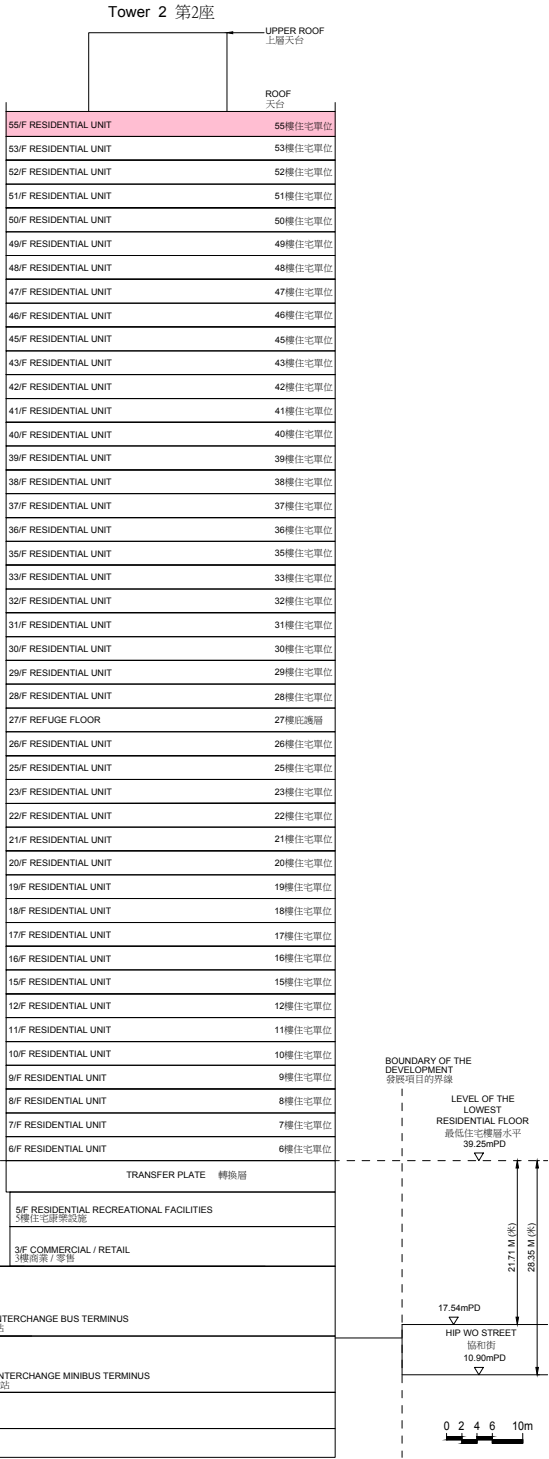 Tower 2 第2座
UPPER ROOF
上層天台
ROOF
天台
55/F RESIDENTIAL UNIT 55樓住宅單位
53/F RESIDENTIAL UNIT 53樓住宅單位
52/F RESIDENTIAL UNIT 52樓住宅單位
51/F RESIDENTIAL UNIT 51樓住宅單位
50/F RESIDENTIAL UNIT 50樓住宅單位
49/F RESIDENTIAL UNIT 49樓住宅單位
48/F RESIDENTIAL UNIT 48樓住宅單位
47/F RESIDENTIAL UNIT 47樓住宅單位
46/F RESIDENTIAL UNIT 46樓住宅單位
45/F RESIDENTIAL UNIT 45樓住宅單位
43/F RESIDENTIAL UNIT 43樓住宅單位
42/F RESIDENTIAL UNIT 42樓住宅單位
41/F RESIDENTIAL UNIT 41樓住宅單位
40/F RESIDENTIAL UNIT 40樓住宅單位
39/F RESIDENTIAL UNIT 39樓住宅單位
38/F RESIDENTIAL UNIT 38樓住宅單位
37/F RESIDENTIAL UNIT 37樓住宅單位
36/F RESIDENTIAL UNIT 36樓住宅單位
35/F RESIDENTIAL UNIT 35樓住宅單位
33/F RESIDENTIAL UNIT 33樓住宅單位
32/F RESIDENTIAL UNIT 32樓住宅單位
31/F RESIDENTIAL UNIT 31樓住宅單位
30/F RESIDENTIAL UNIT 30樓住宅單位
29/F RESIDENTIAL UNIT 29樓住宅單位
28/F RESIDENTIAL UNIT 28樓住宅單位
27/F REFUGE FLOOR 27樓庇護層
26/F RESIDENTIAL UNIT 26樓住宅單位
25/F RESIDENTIAL UNIT 25樓住宅單位
23/F RESIDENTIAL UNIT 23樓住宅單位
22/F RESIDENTIAL UNIT 22樓住宅單位
21/F RESIDENTIAL UNIT 21樓住宅單位
20/F RESIDENTIAL UNIT 20樓住宅單位
19/F RESIDENTIAL UNIT 19樓住宅單位
18/F RESIDENTIAL UNIT 18樓住宅單位
17/F RESIDENTIAL UNIT 17樓住宅單位
16/F RESIDENTIAL UNIT 16樓住宅單位
15/F RESIDENTIAL UNIT 15樓住宅單位
12/F RESIDENTIAL UNIT 12樓住宅單位
11/F RESIDENTIAL UNIT 11樓住宅單位
10/F RESIDENTIAL UNIT 10樓住宅單位
9/F RESIDENTIAL UNIT 9樓住宅單位
8/F RESIDENTIAL UNIT 8樓住宅單位
7/F RESIDENTIAL UNIT 7樓住宅單位
6/F RESIDENTIAL UNIT 6樓住宅單位
BOUNDARY OF THE
DEVELOPMENT
發展項目的界線
LEVEL OF THE
LOWEST
RESIDENTIAL FLOOR
最低住宅樓層水平
39.25mPD
TRANSFER PLATE 轉換層
5/F RESIDENTIAL RECREATIONAL FACILITIES
5樓住宅康樂設施
3/F COMMERCIAL / RETAIL
3樓商業 / 零售
21.71 M (米)
28.35 M (米)
NTERCHANGE BUS TERMINUS
站
17.54mPD
HIP WO STREET
協和街
10.90mPD
NTERCHANGE MINIBUS TERMINUS
站
0 2 4 6 10m